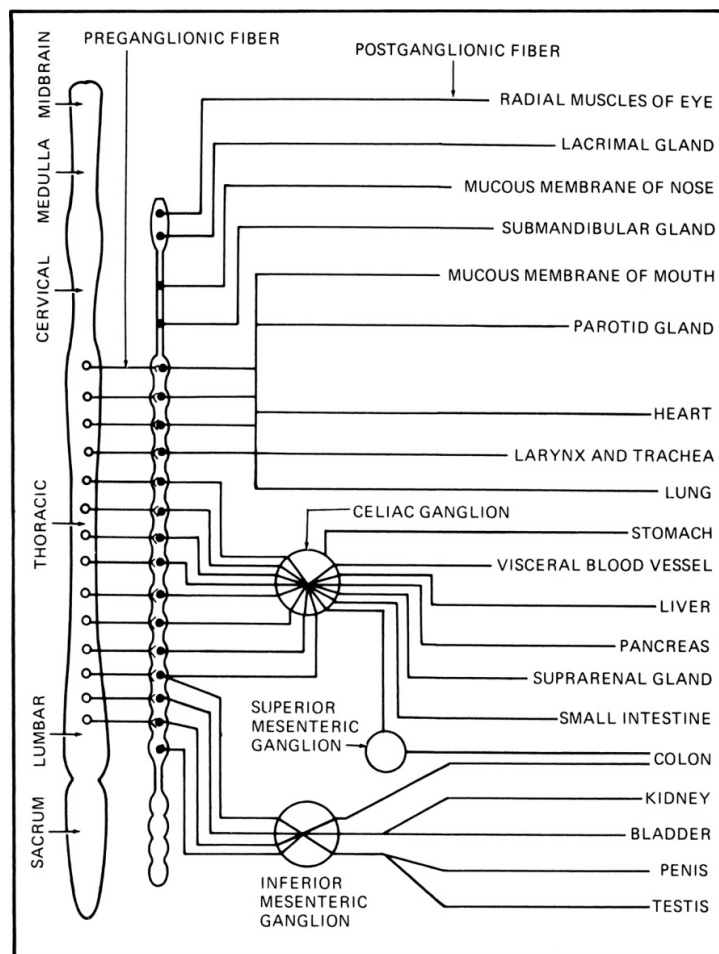 PREGANGLIONIC FIBER
POSTGANGLIONIC FIBER
MIDBRAIN
MEDULLA
CERVICAL
THORACIC
LUMBAR
SACRUM
RADIAL MUSCLES OF EYE
LACRIMAL GLAND
MUCOUS MEMBRANE OF NOSE
SUBMANDIBULAR GLAND
MUCOUS MEMBRANE OF MOUTH
PAROTID GLAND
HEART
LARYNX AND TRACHEA
LUNG
CELIAC GANGLION
STOMACH
VISCERAL BLOOD VESSEL
LIVER
PANCREAS
SUPRARENAL GLAND
SMALL INTESTINE
SUPERIOR
MESENTERIC
GANGLION
COLON
KIDNEY
BLADDER
PENIS
TESTIS
INFERIOR
MESENTERIC
GANGLION